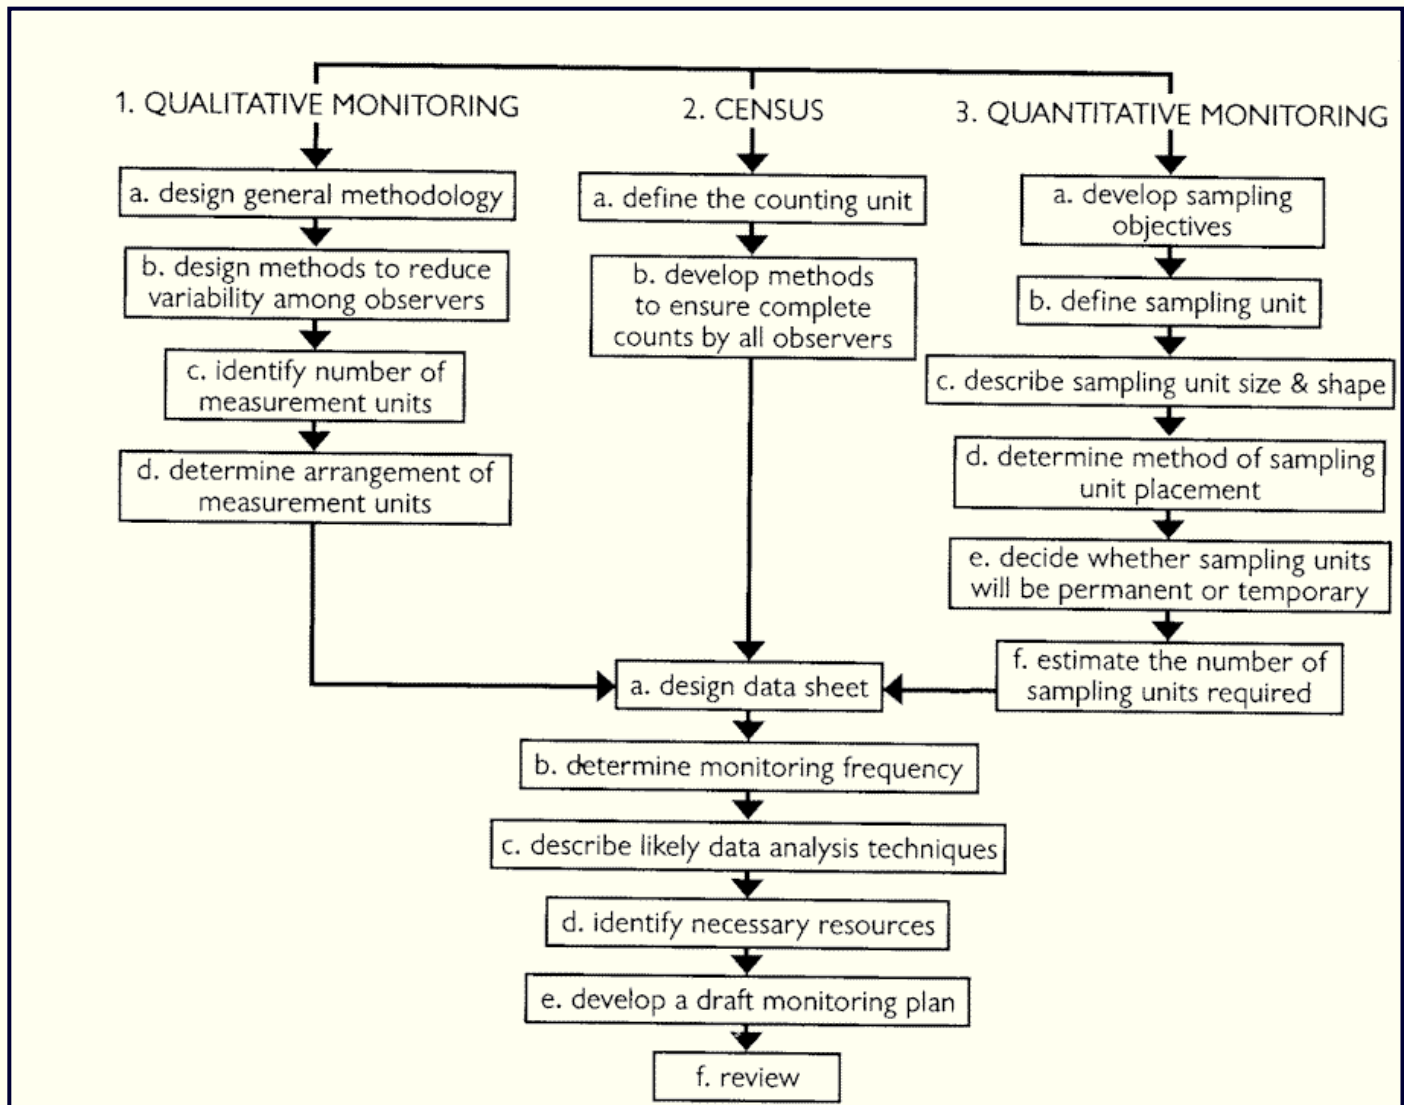 1. QUALITATIVE MONITORING
a. design general methodology
b. design methods to reduce
variability among observers
c. identify number of
measurement units
d. determine arrangement of
measurement units
2. CENSUS
a. define the counting unit
b. develop methods
to ensure complete
counts by all observers
3. QUANTITATIVE MONITORING
a. develop sampling
objectives
b. define sampling unit
c. describe sampling unit size & shape
d. determine method of sampling
unit placement
e. decide whether sampling units
will be permanent or temporary
f. estimate the number of
sampling units required
a. design data sheet
b. determine monitoring frequency
c. describe likely data analysis techniques
d. identify necessary resources
e. develop a draft monitoring plan
f. review